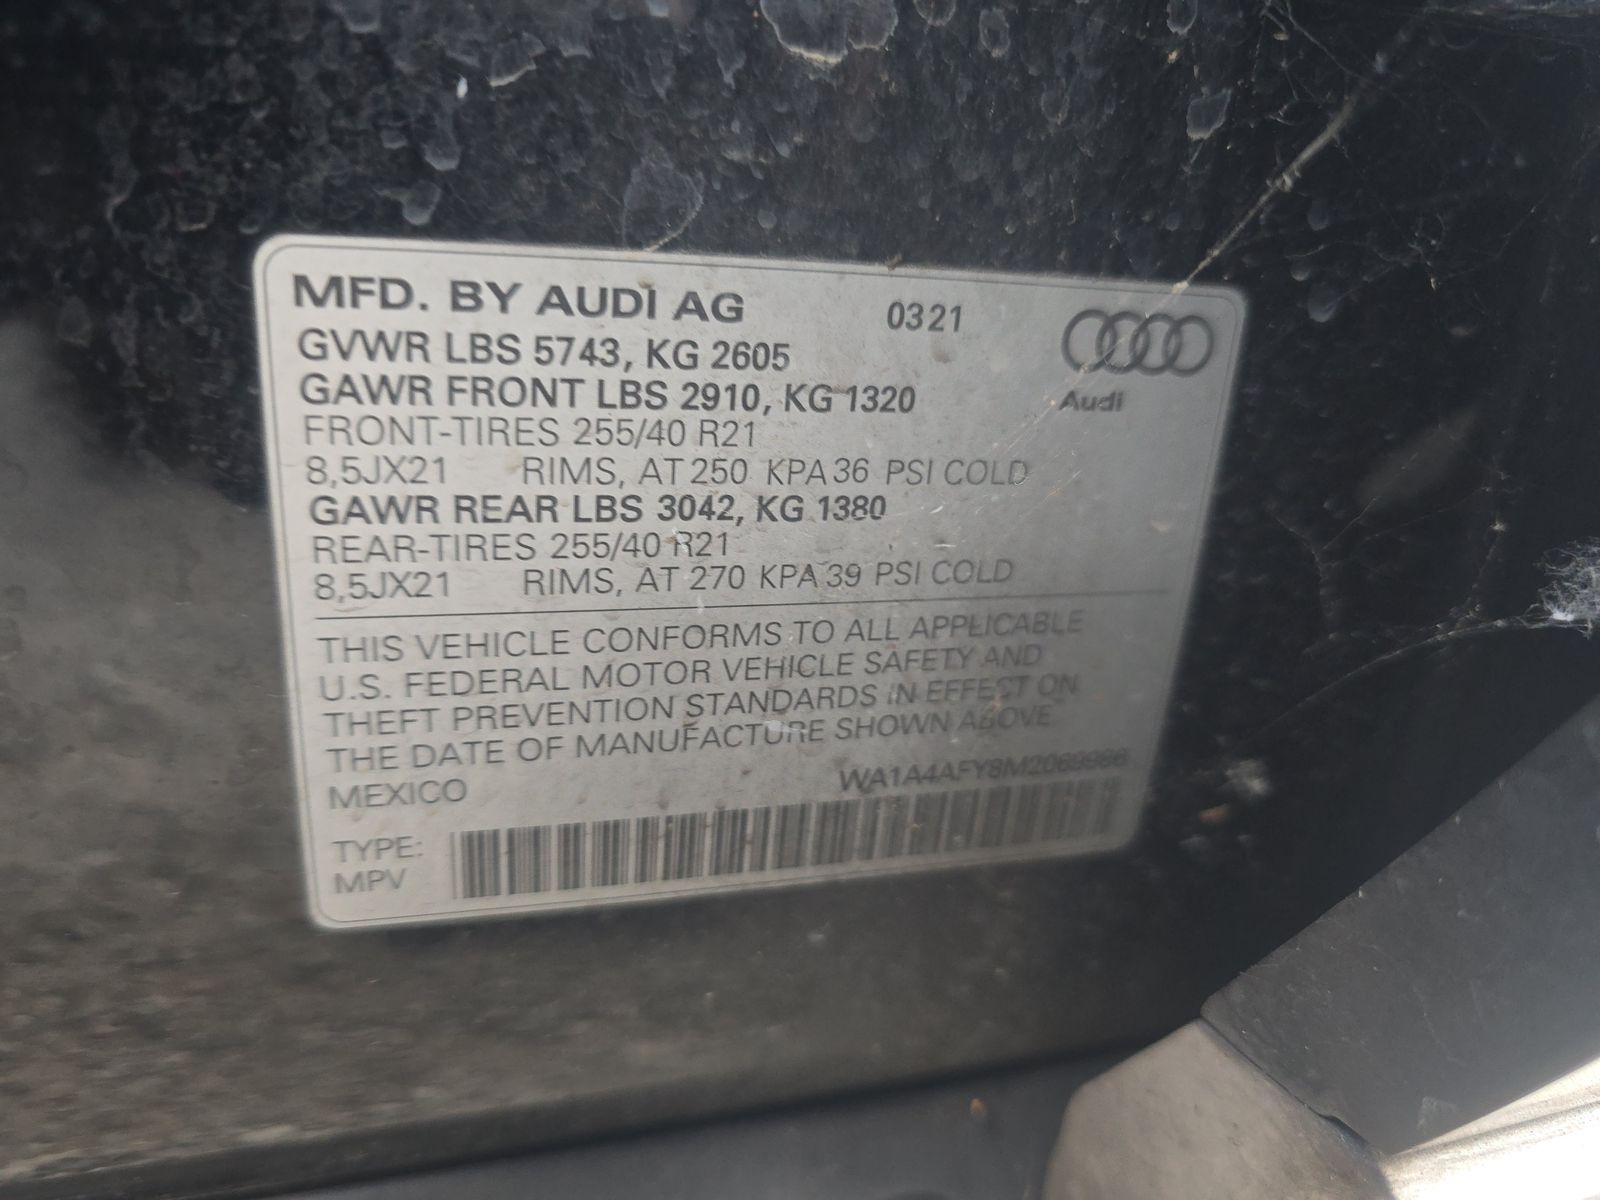 MFD. BY AUDI AG 0321
GVWR LBS 5743, KG 2605
GAWR FRONT LBS 2910, KG 1320
Audi
FRONT-TIRES 255/40 R21
8,5JX21 RIMS, AT 250 KPA 36 PSI COLD
GAWR REAR LBS 3042, KG 1380
REAR-TIRES 255/40 R21
8,5JX21 RIMS, AT 270 KPA 39 PSI COLD
THIS VEHICLE CONFORMS TO ALL APPLICABLE
U.S. FEDERAL MOTOR VEHICLE SAFETY AND
THEFT PREVENTION STANDARDS IN EFFECT ON
THE DATE OF MANUFACTURE SHOWN ABOVE
MEXICO
TYPE:
MPV